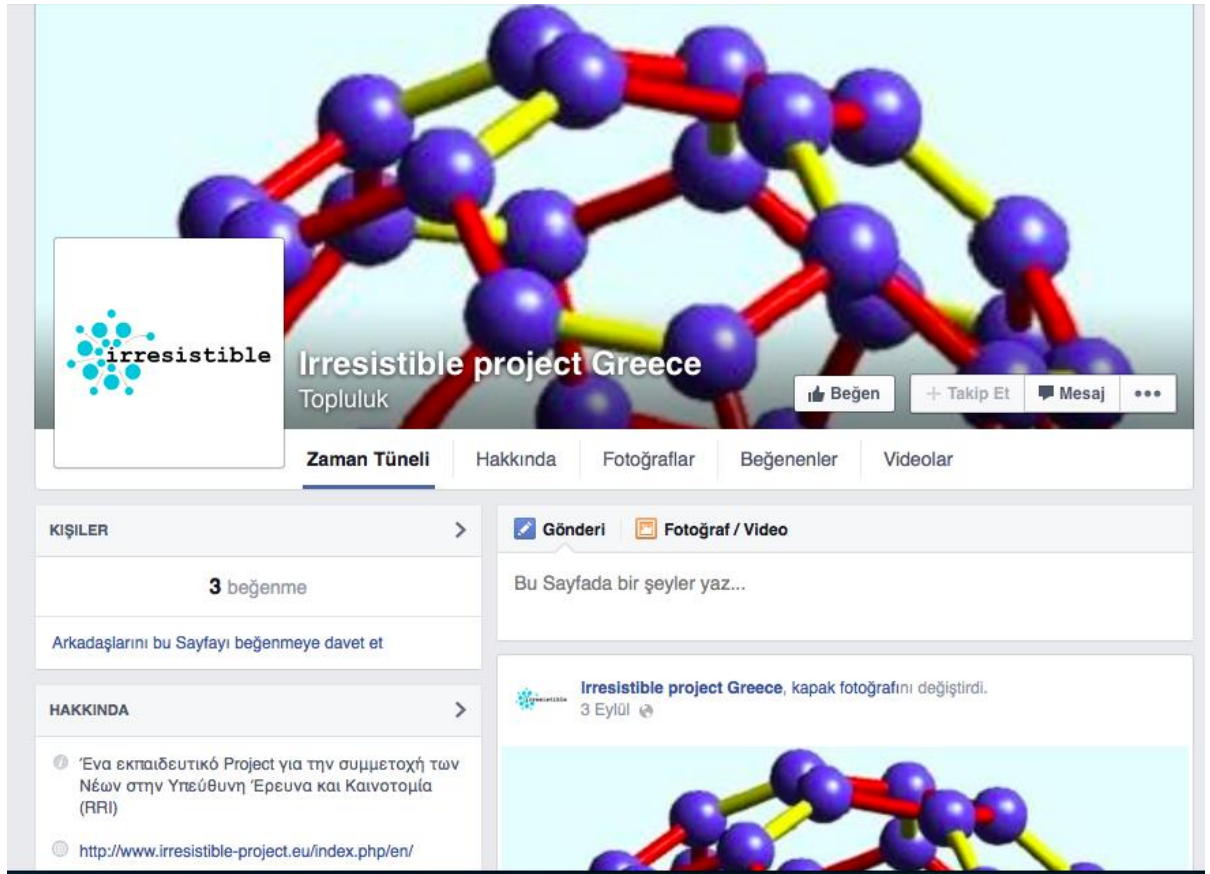 irresistible
Irresistible project Greece
Topluluk
Beğen
+ Takip Et
Mesaj
Zaman Tüneli
Hakkında
Fotoğraflar
Beğenenler
Videolar
KIŞILER
3 beğenme
Arkadaşlarını bu Sayfayı beğenmeye davet et
HAKKINDA
Ένα εκπαιδευτικό Project για την συμμετοχή των
Νέων στην Υπεύθυνη Έρευνα και Καινοτομία
(RRI)
http://www.irresistible-project.eu/index.php/en/
Gönderi
Fotoğraf / Video
Bu Sayfada bir şeyler yaz...
irresistible
Irresistible project Greece, kapak fotoğrafını değiştirdi.
3 Eylül